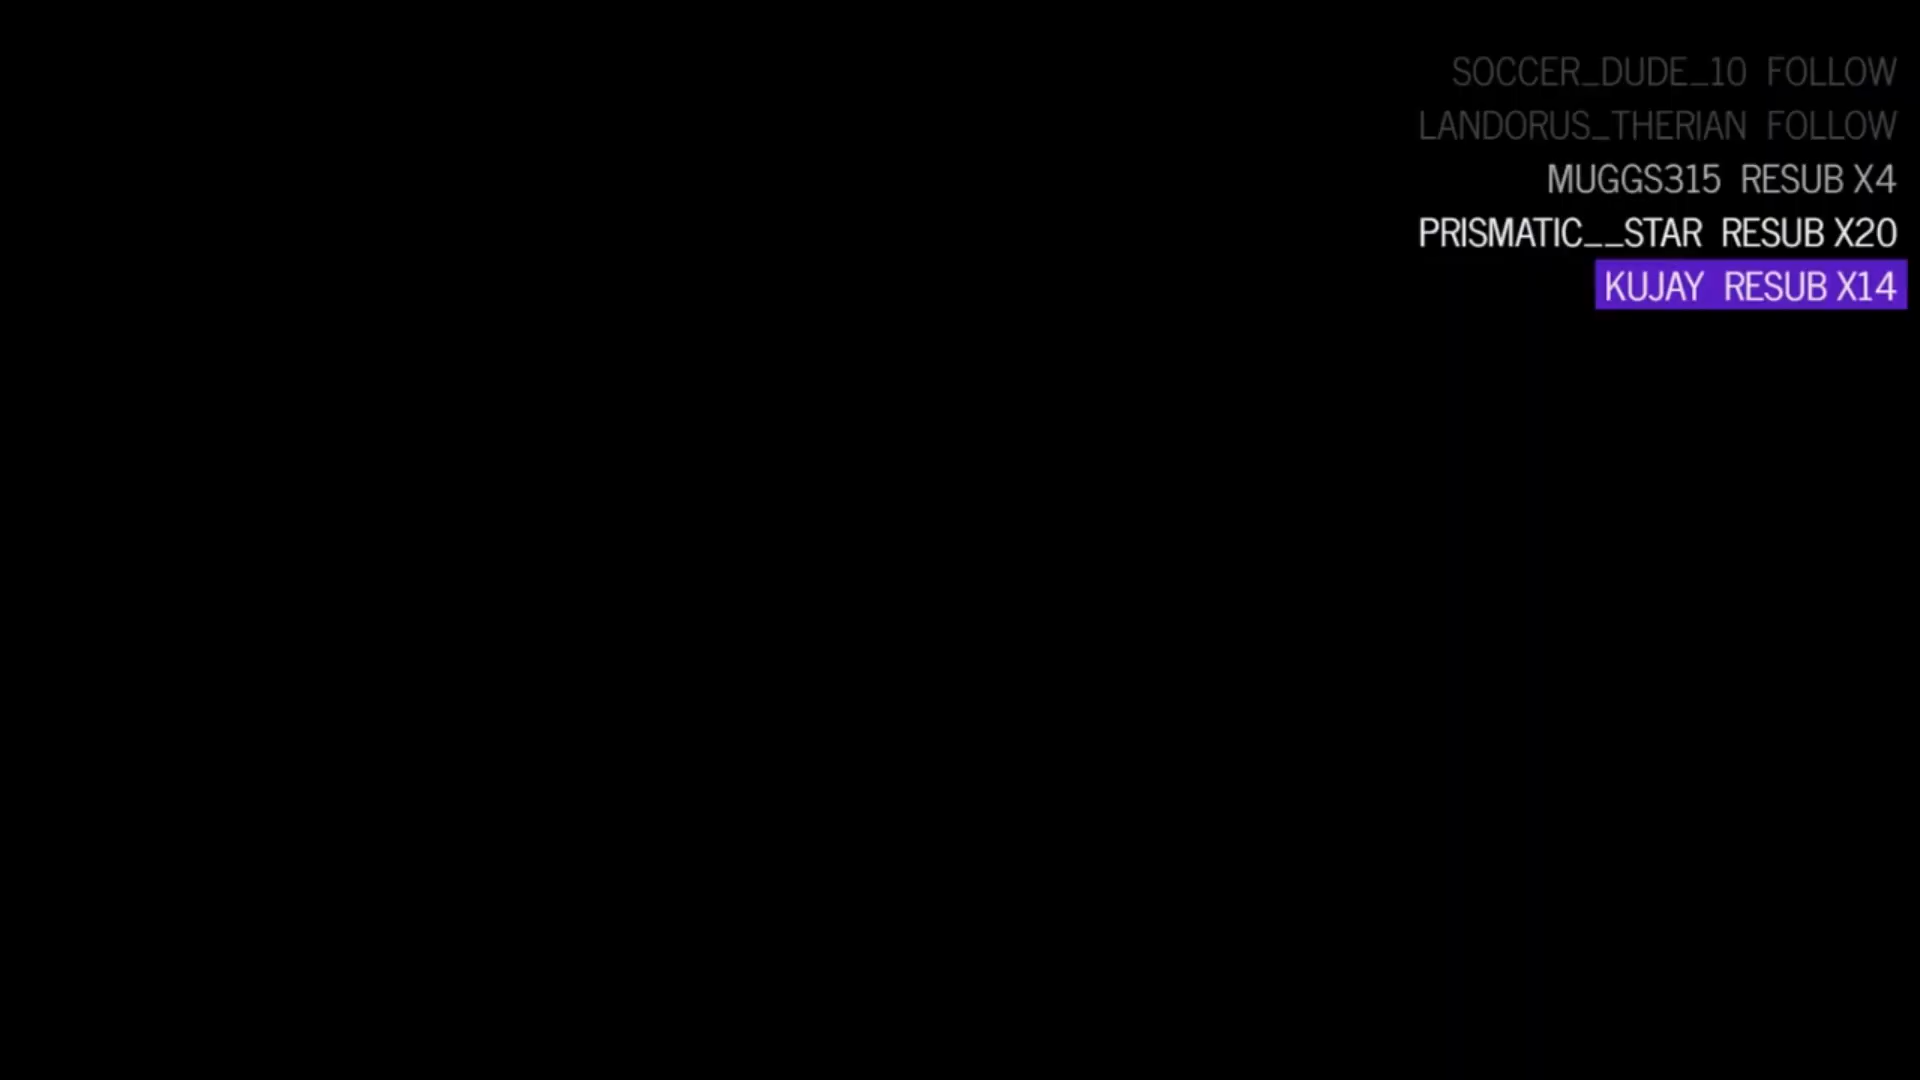 SOCCER_DUDE_10 FOLLOW
LANDORUS_THERIAN FOLLOW
MUGGS315 RESUB X4
PRISMATIC__STAR RESUB X20
KUJAY RESUB X14